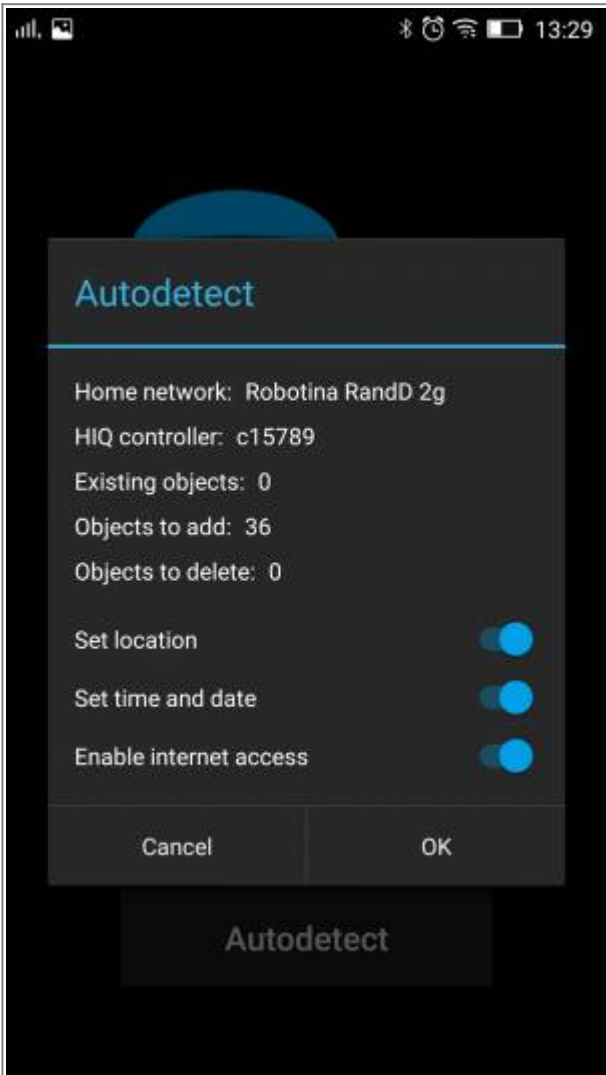 13:29
Autodetect
Home network: Robotina RandD 2g
HIQ controller: c15789
Existing objects: 0
Objects to add: 36
Objects to delete: 0
Set location
Set time and date
Enable internet access
Cancel OK
Autodetect